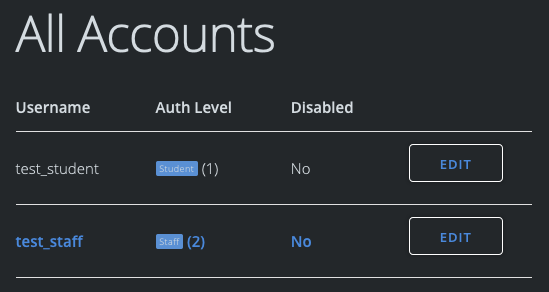 All Accounts
Username Auth Level Disabled
test_student Student (1) No EDIT
test_staff Staff (2) No EDIT